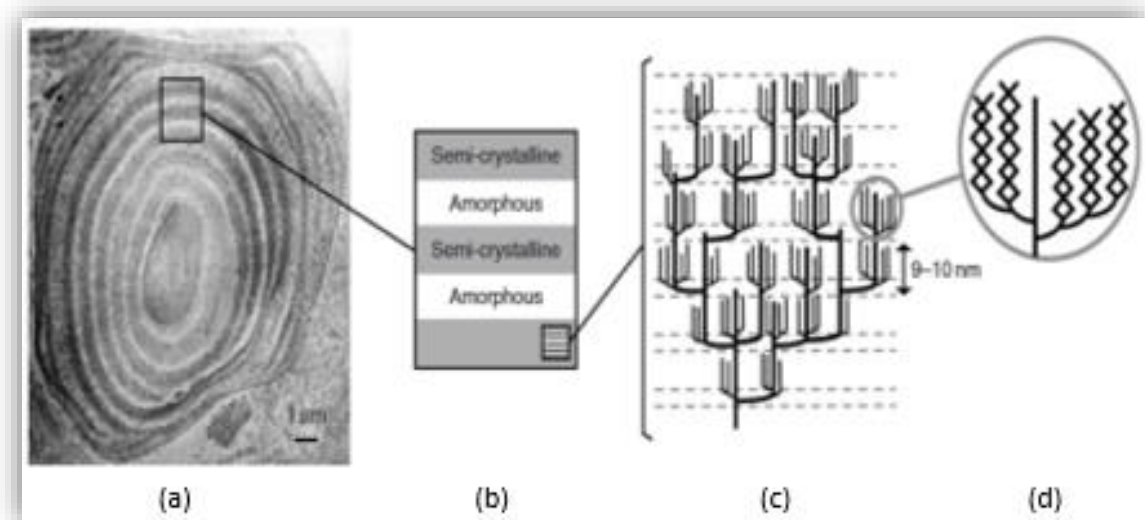 1 µm
Semi-crystalline
Amorphous
Semi-crystalline
Amorphous
9–10 nm
(a)
(b)
(c)
(d)